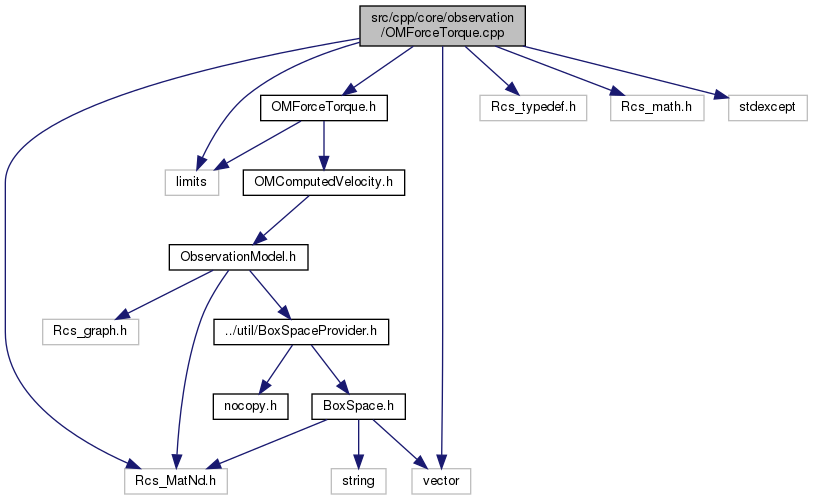 src/cpp/core/observation
/OMForceTorque.cpp
OMForceTorque.h
Rcs_typedef.h
Rcs_math.h
stdexcept
limits
OMComputedVelocity.h
ObservationModel.h
Rcs_graph.h
../util/BoxSpaceProvider.h
nocopy.h
BoxSpace.h
Rcs_MatNd.h
string
vector